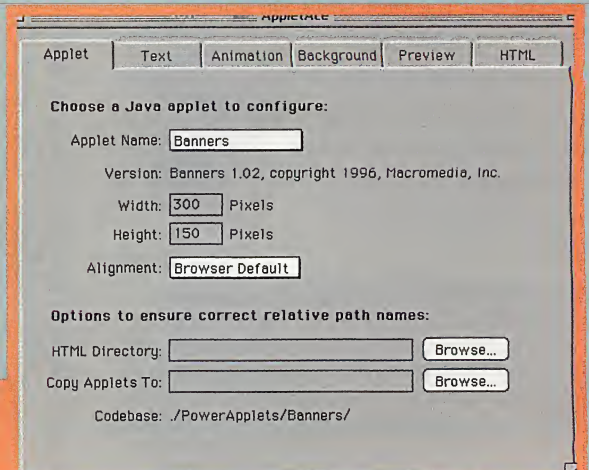 AppletAce
Applet Text Animation Background Preview HTML
Choose a Java applet to configure:
Applet Name: Banners
Version: Banners 1.02, copyright 1996, Macromedia, Inc.
Width: 300 Pixels
Height: 150 Pixels
Alignment: Browser Default
Options to ensure correct relative path names:
HTML Directory: Browse...
Copy Applets To: Browse...
Codebase: ./PowerApplets/Banners/